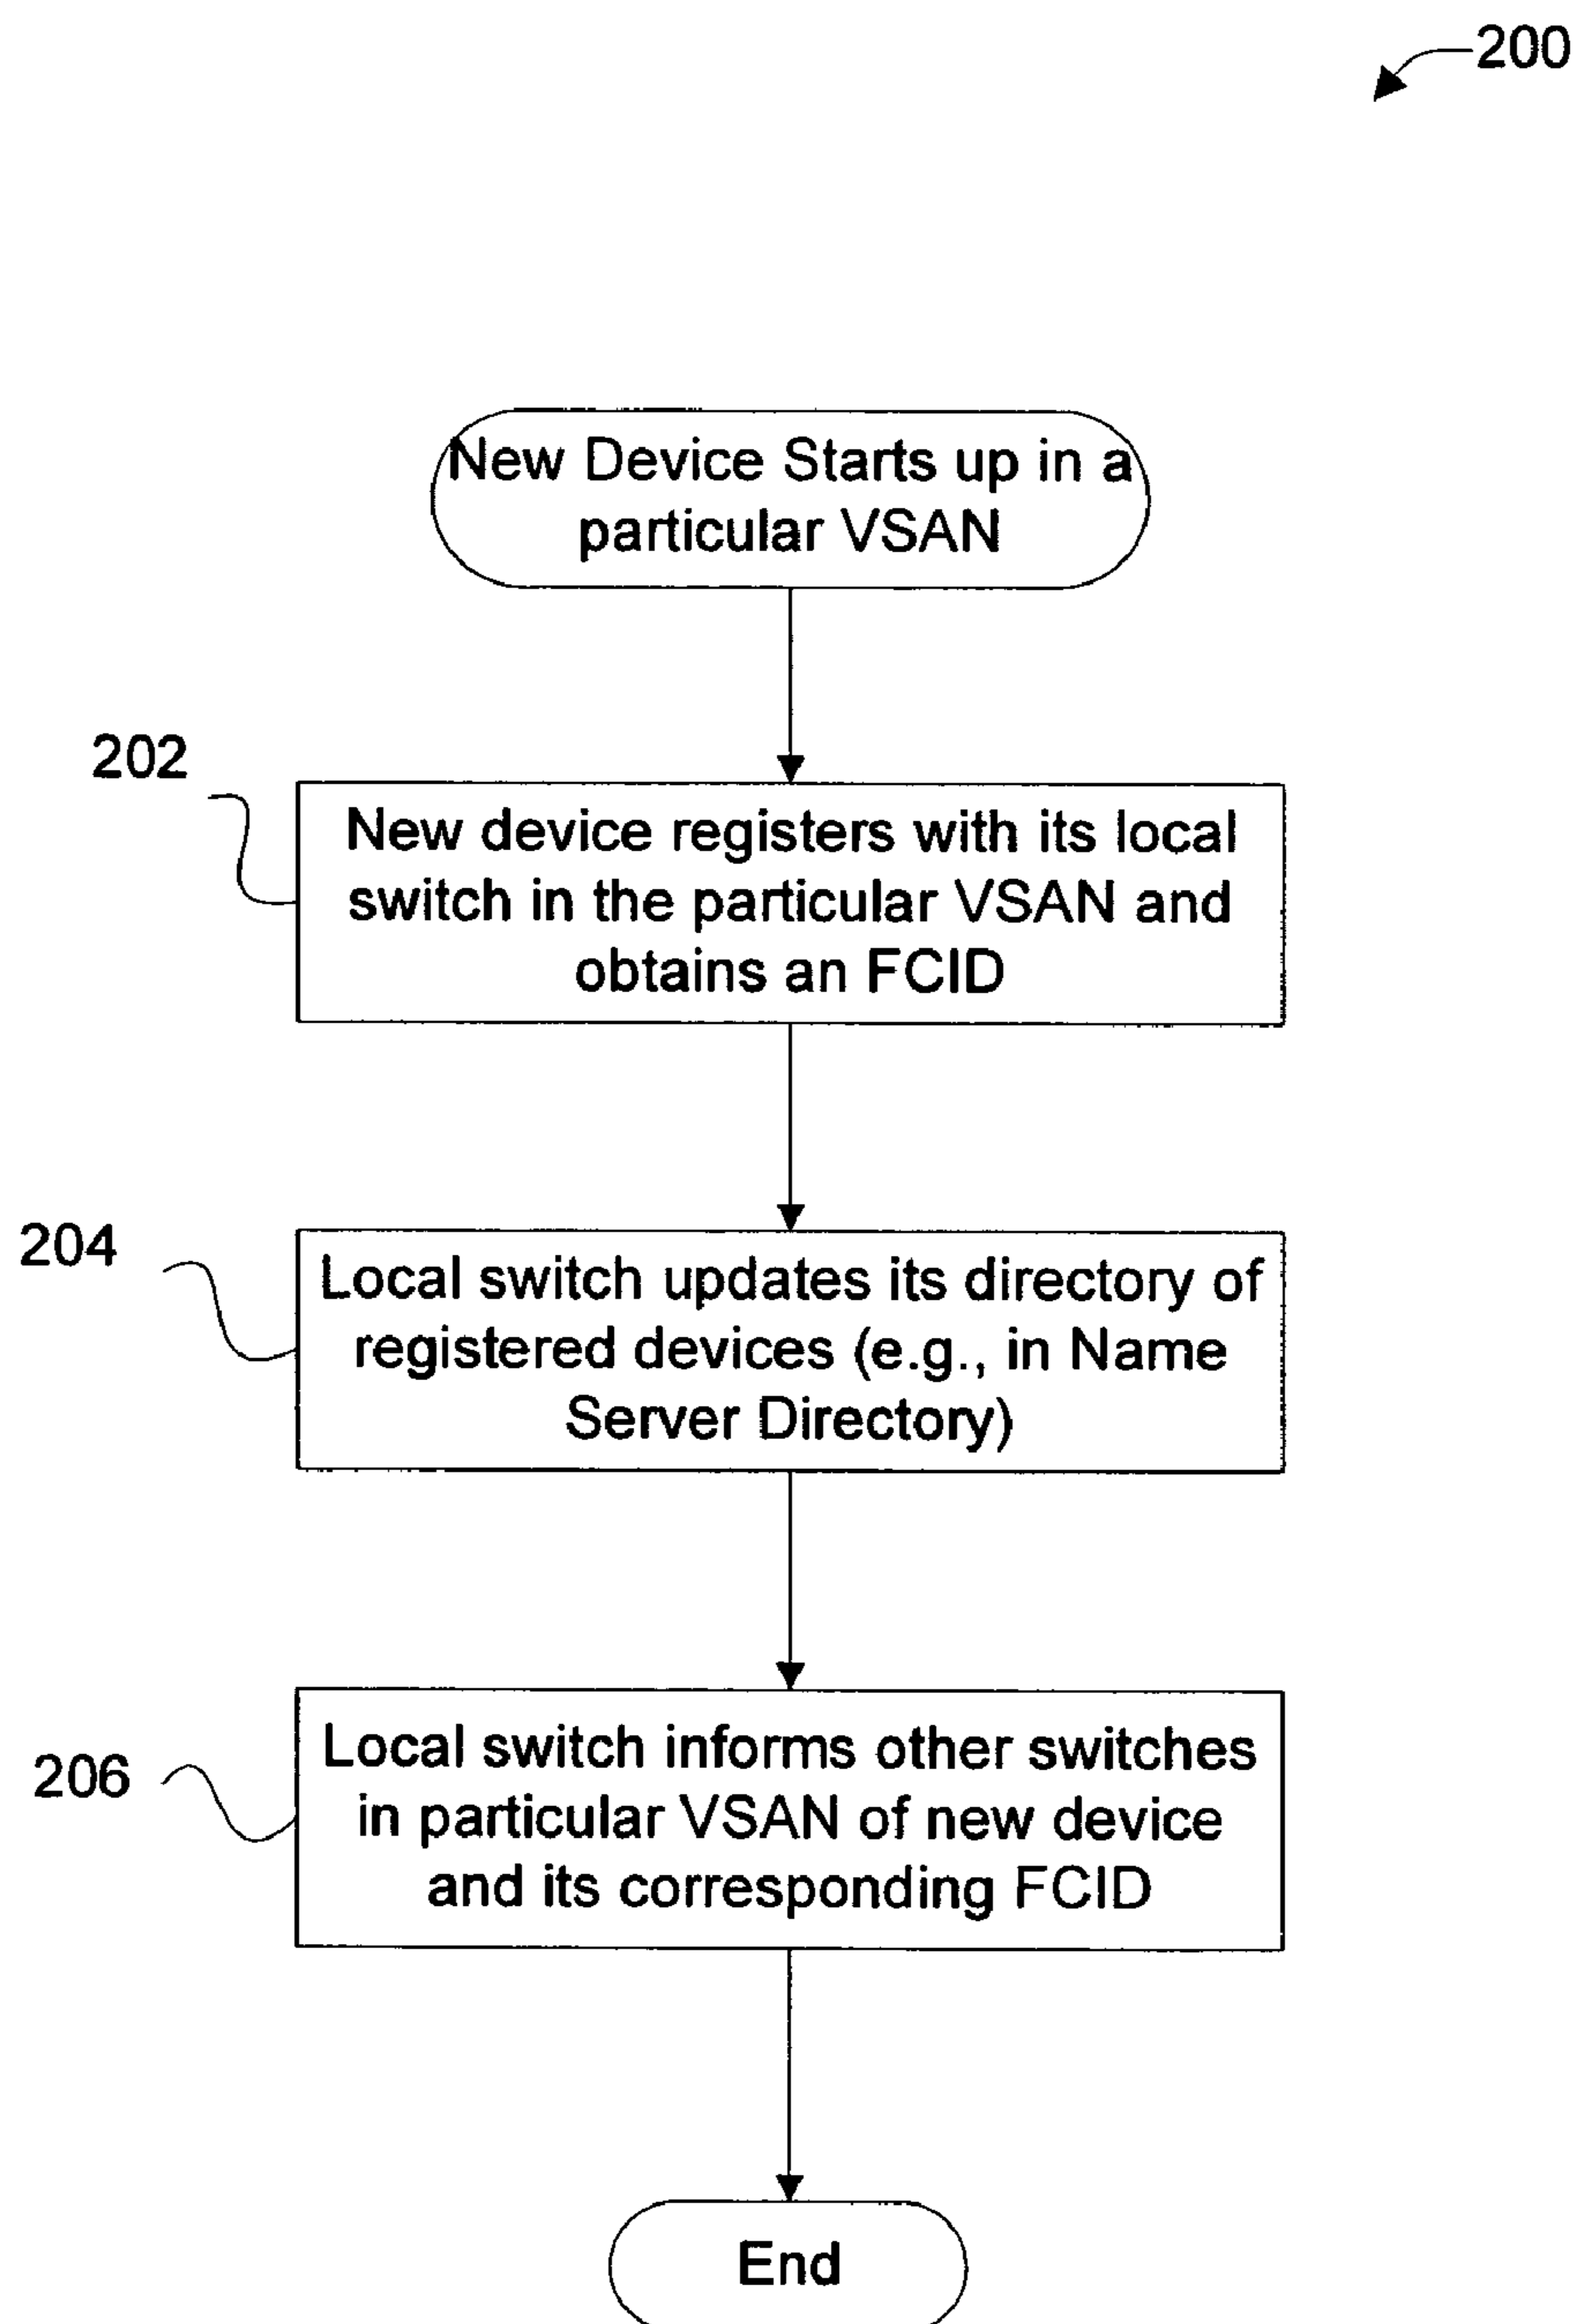 200
New Device Starts up in a
particular VSAN
202
New device registers with its local
switch in the particular VSAN and
obtains an FCID
204
Local switch updates its directory of
registered devices (e.g., in Name
Server Directory)
206
Local switch informs other switches
in particular VSAN of new device
and its corresponding FCID
End